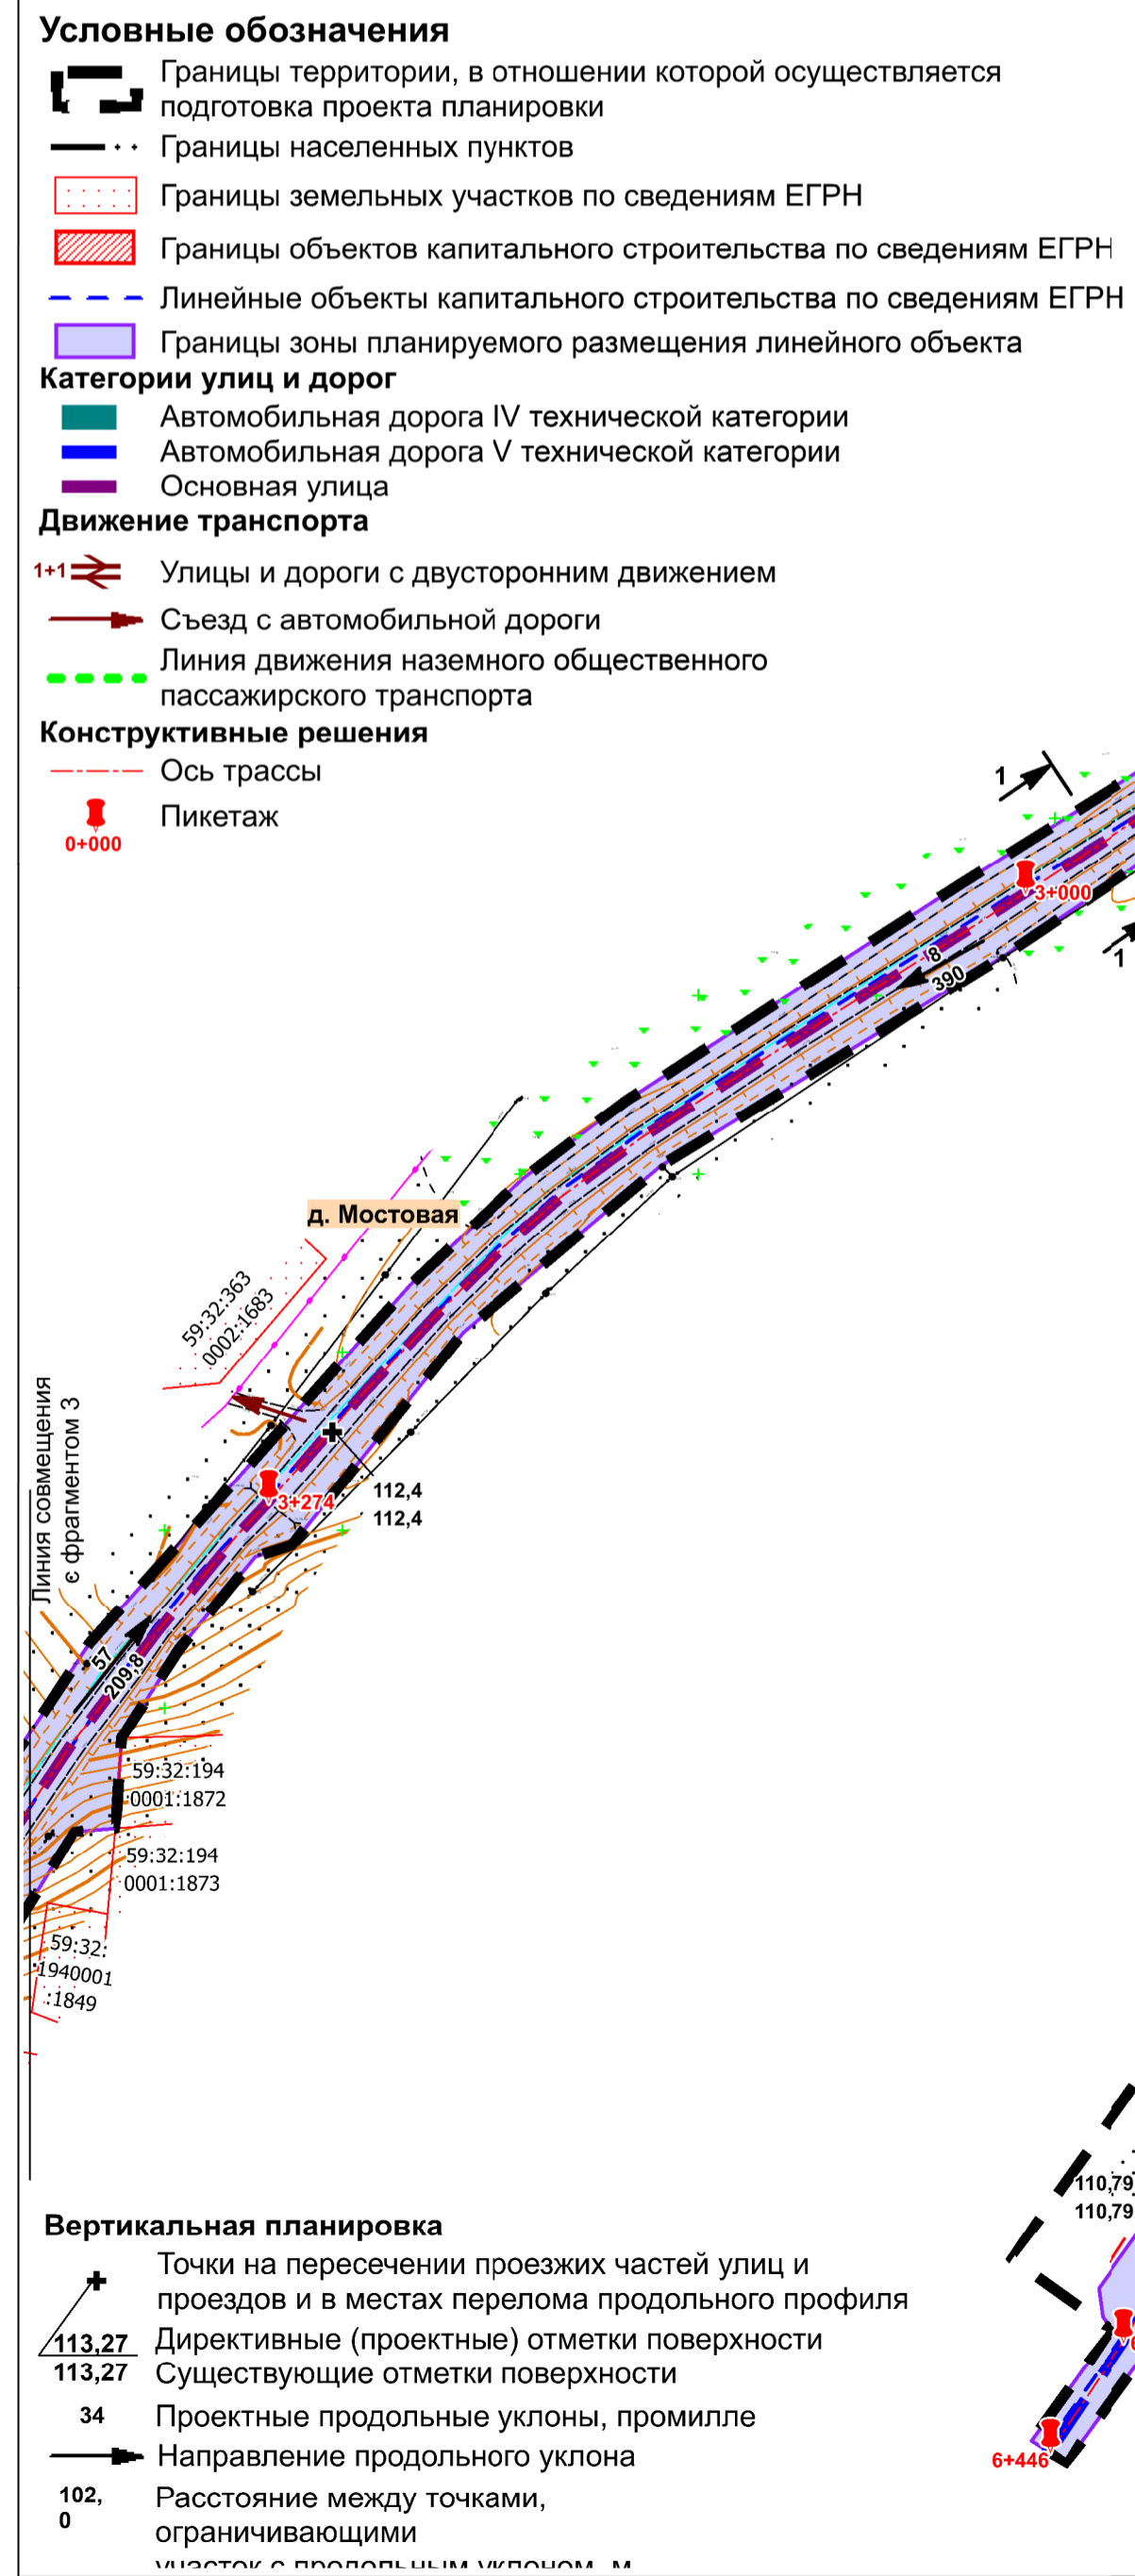 Условные обозначения
Границы территории, в отношении которой осуществляется
подготовка проекта планировки
Границы населенных пунктов
Границы земельных участков по сведениям ЕГРН
Границы объектов капитального строительства по сведениям ЕГРН
Линейные объекты капитального строительства по сведениям ЕГРН
Границы зоны планируемого размещения линейного объекта
Категории улиц и дорог
Автомобильная дорога IV технической категории
Автомобильная дорога V технической категории
Основная улица
Движение транспорта
1+1 Улицы и дороги с двусторонним движением
Съезд с автомобильной дороги
Линия движения наземного общественного
пассажирского транспорта
Конструктивные решения
Ось трассы
Пикетаж
0+000
1
3+000
8
390
1
д. Мостовая
59:32:363
0002:1683
Линия совмещения
с фрагментом 3
112,4
112,4
3+274
57
209,8
59:32:194
0001:1872
59:32:194
0001:1873
59:32:
1940001
:1849
110,79
110,79
6+446
Вертикальная планировка
Точки на пересечении проезжих частей улиц и
проездов и в местах перелома продольного профиля
113,27 Директивные (проектные) отметки поверхности
113,27 Существующие отметки поверхности
34 Проектные продольные уклоны, промилле
Направление продольного уклона
102,
0
Расстояние между точками,
ограничивающими
участок с продольным уклоном, м